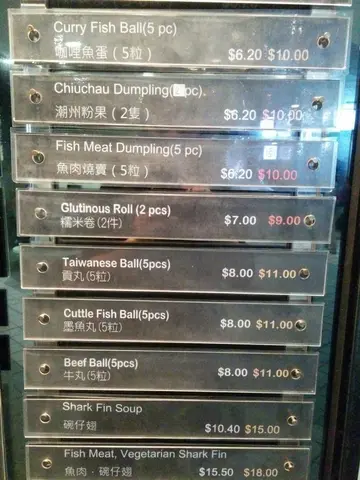 Curry Fish Ball(5 pc)
咖哩魚蛋(5粒) $6.20 $10.00
Chiuchau Dumpling( pc)
潮州粉果(2隻) $6.20 $10.00
Fish Meat Dumpling(5 pc)
魚肉燒賣(5粒) $6.20 $10.00
Glutinous Roll (2 pcs)
糯米卷(2件) $7.00 $9.00
Taiwanese Ball(5pcs)
貢丸(5粒) $8.00 $11.00
Cuttle Fish Ball(5pcs)
墨魚丸(5粒) $8.00 $11.00
Beef Ball(5pcs)
牛丸(5粒) $8.00 $11.00
Shark Fin Soup
碗仔翅 $10.40 $15.00
Fish Meat, Vegetarian Shark Fin
魚肉﹐碗仔翅 $15.50 $18.00